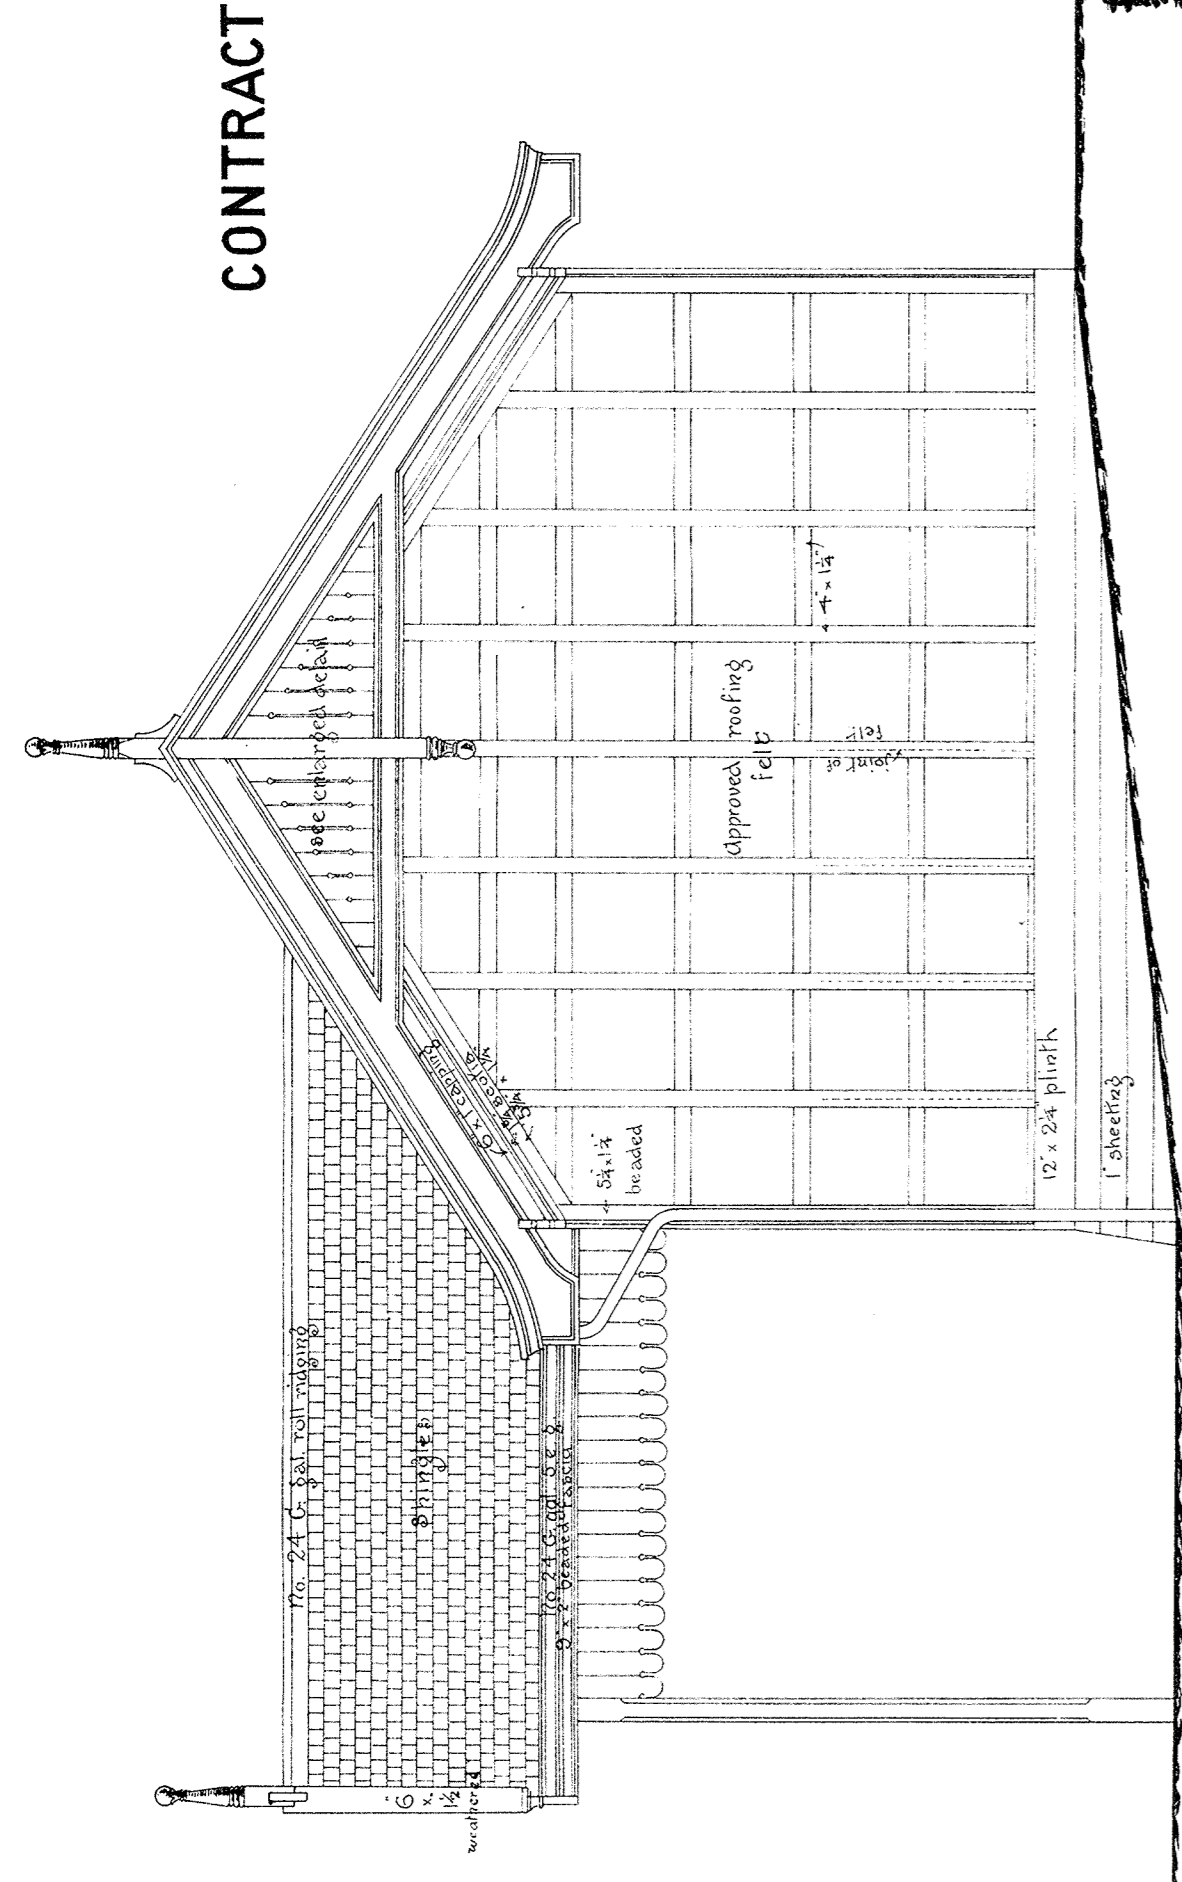 CONTRACT
see enlarged detail
No. 24 G. gal. roll ridging
Shingles
6" x 1" capping
No 24 G gal
9" x 2" beaded fascia
6"
x.
1½
weathered
5¼ x 1¼"
beaded
approved roofing
felt
4" x 1¼"
joint of
felt
12" x 2¼" plinth
1" sheeting